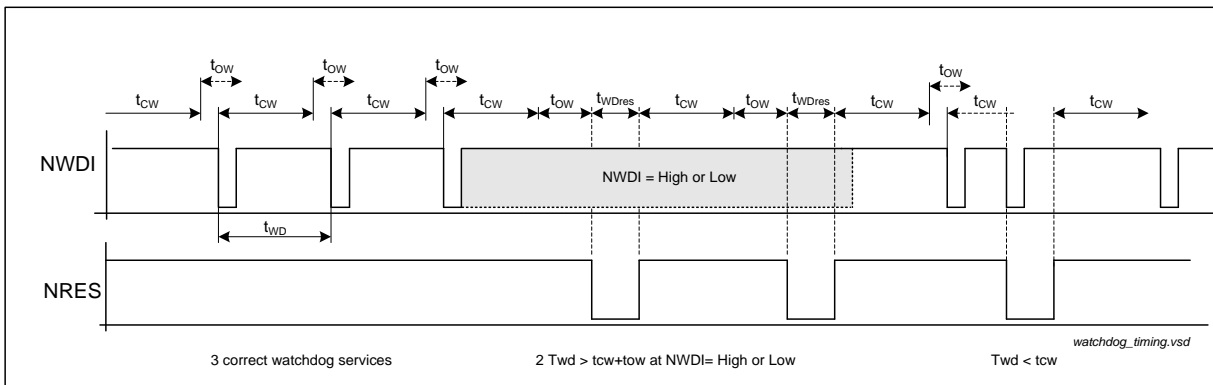 tOW tOW tOW tOW
tCW tCW tCW tCW tOW tWDres tCW tOW tWDres tCW tCW tCW
NWDI
NWDI = High or Low
tWD
NRES
watchdog_timing.vsd
3 correct watchdog services 2 Twd > tcw+tow at NWDI= High or Low Twd < tcw